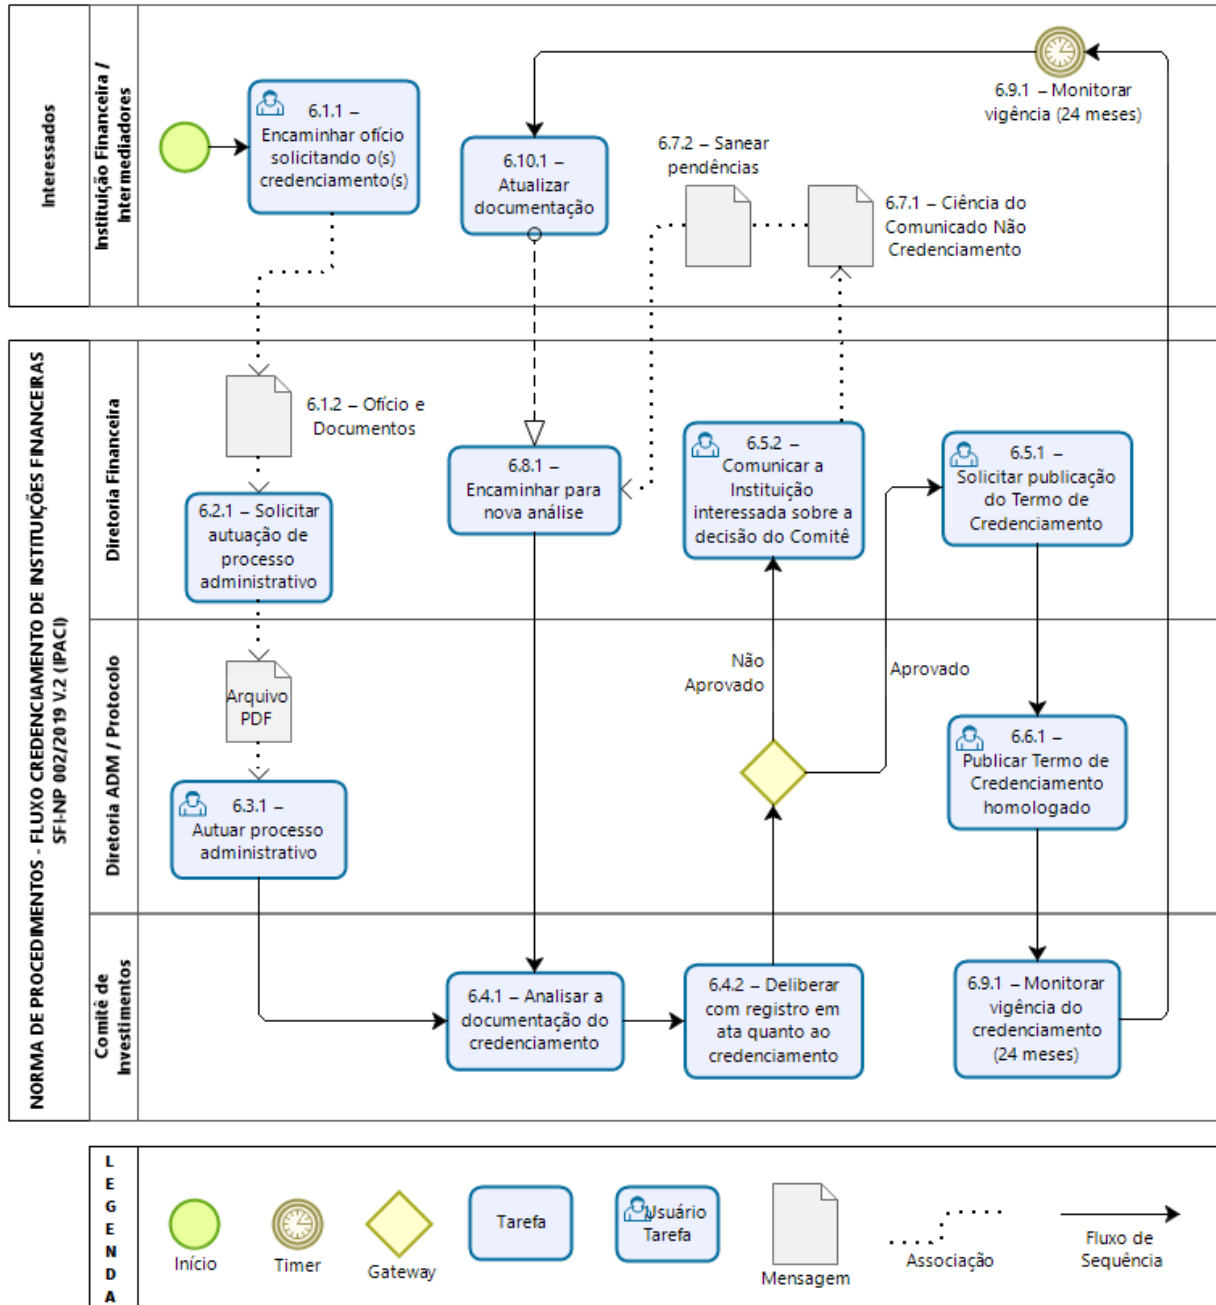 Interessados
Instituição Financeira /
Intermediadores
6.1.1 –
Encaminhar ofício
solicitando o(s)
credenciamento(s)
6.10.1 –
Atualizar
documentação
6.7.2 – Sanear
pendências
6.7.1 – Ciência do
Comunicado Não
Credenciamento
6.9.1 – Monitorar
vigência (24 meses)
NORMA DE PROCEDIMENTOS - FLUXO CREDENCIAMENTO DE INSTITUIÇÕES FINANCEIRAS
SFI-NP 002/2019 V.2 (IPACI)
Diretoria Financeira
6.1.2 – Ofício e
Documentos
6.2.1 – Solicitar
autuação de
processo
administrativo
6.8.1 –
Encaminhar para
nova análise
6.5.2 –
Comunicar a
Instituição
interessada sobre a
decisão do Comitê
6.5.1 –
Solicitar publicação
do Termo de
Credenciamento
Diretoria ADM / Protocolo
Arquivo
PDF
6.3.1 –
Autuar processo
administrativo
Não
Aprovado
Aprovado
6.6.1 –
Publicar Termo de
Credenciamento
homologado
Comitê de
Investimentos
6.4.1 – Analisar a
documentação do
credenciamento
6.4.2 – Deliberar
com registro em
ata quanto ao
credenciamento
6.9.1 – Monitorar
vigência do
credenciamento
(24 meses)
L
E
G
E
N
D
A
Início
Timer
Gateway
Tarefa
Usuário
Tarefa
Mensagem
Associação
Fluxo de
Sequência